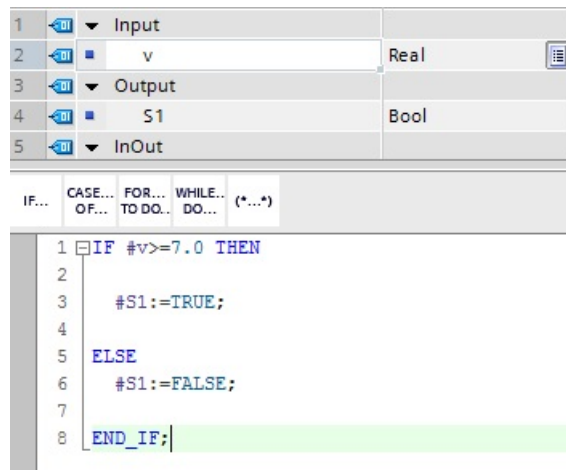 1 Input
2 v Real
3 Output
4 S1 Bool
5 InOut
IF... CASE... OF... FOR... TO DO.. WHILE.. DO... (*...*)
1 IF #v>=7.0 THEN
2
3 #S1:=TRUE;
4
5 ELSE
6 #S1:=FALSE;
7
8 END_IF;